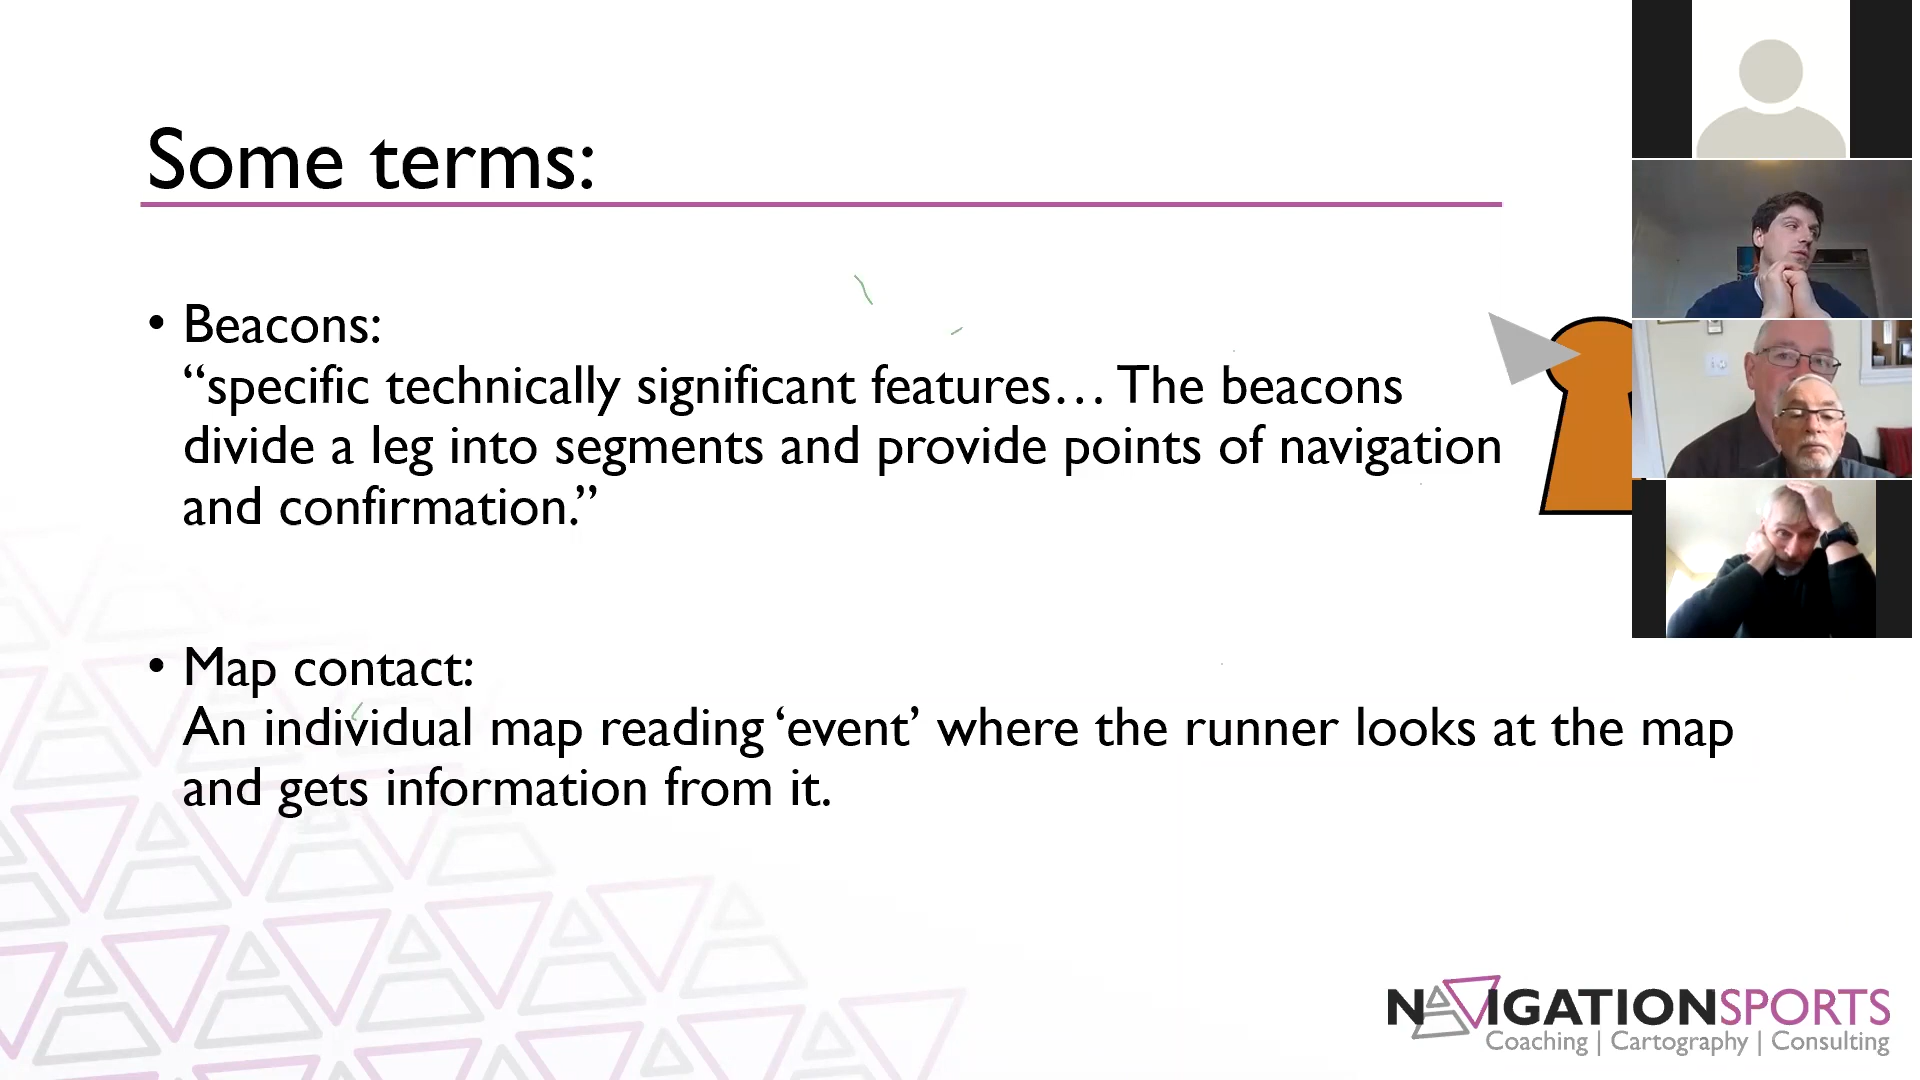 Some terms:
• Beacons:
“specific technically significant features… The beacons
divide a leg into segments and provide points of navigation
and confirmation.”
• Map contact:
An individual map reading ‘event’ where the runner looks at the map
and gets information from it.
NAVIGATIONSPORTS
Coaching | Cartography | Consulting